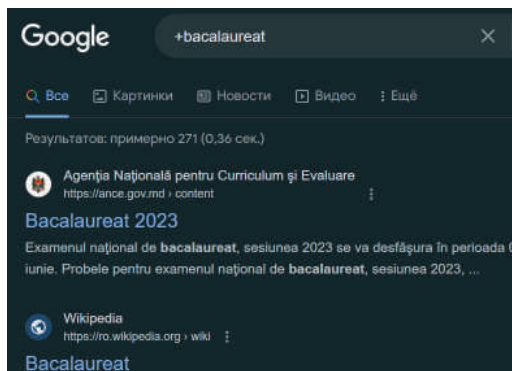 Google
+bacalaureat
Все Картинки Новости Видео Ещё
Результатов: примерно 271 (0,36 сек.)
Agenția Națională pentru Curriculum și Evaluare
https://ance.gov.md › content
Bacalaureat 2023
Examenul național de bacalaureat, sesiunea 2023 se va desfășura în perioada
iunie. Probele pentru examenul național de bacalaureat, sesiunea 2023, ...
Wikipedia
https://ro.wikipedia.org › wiki
Bacalaureat